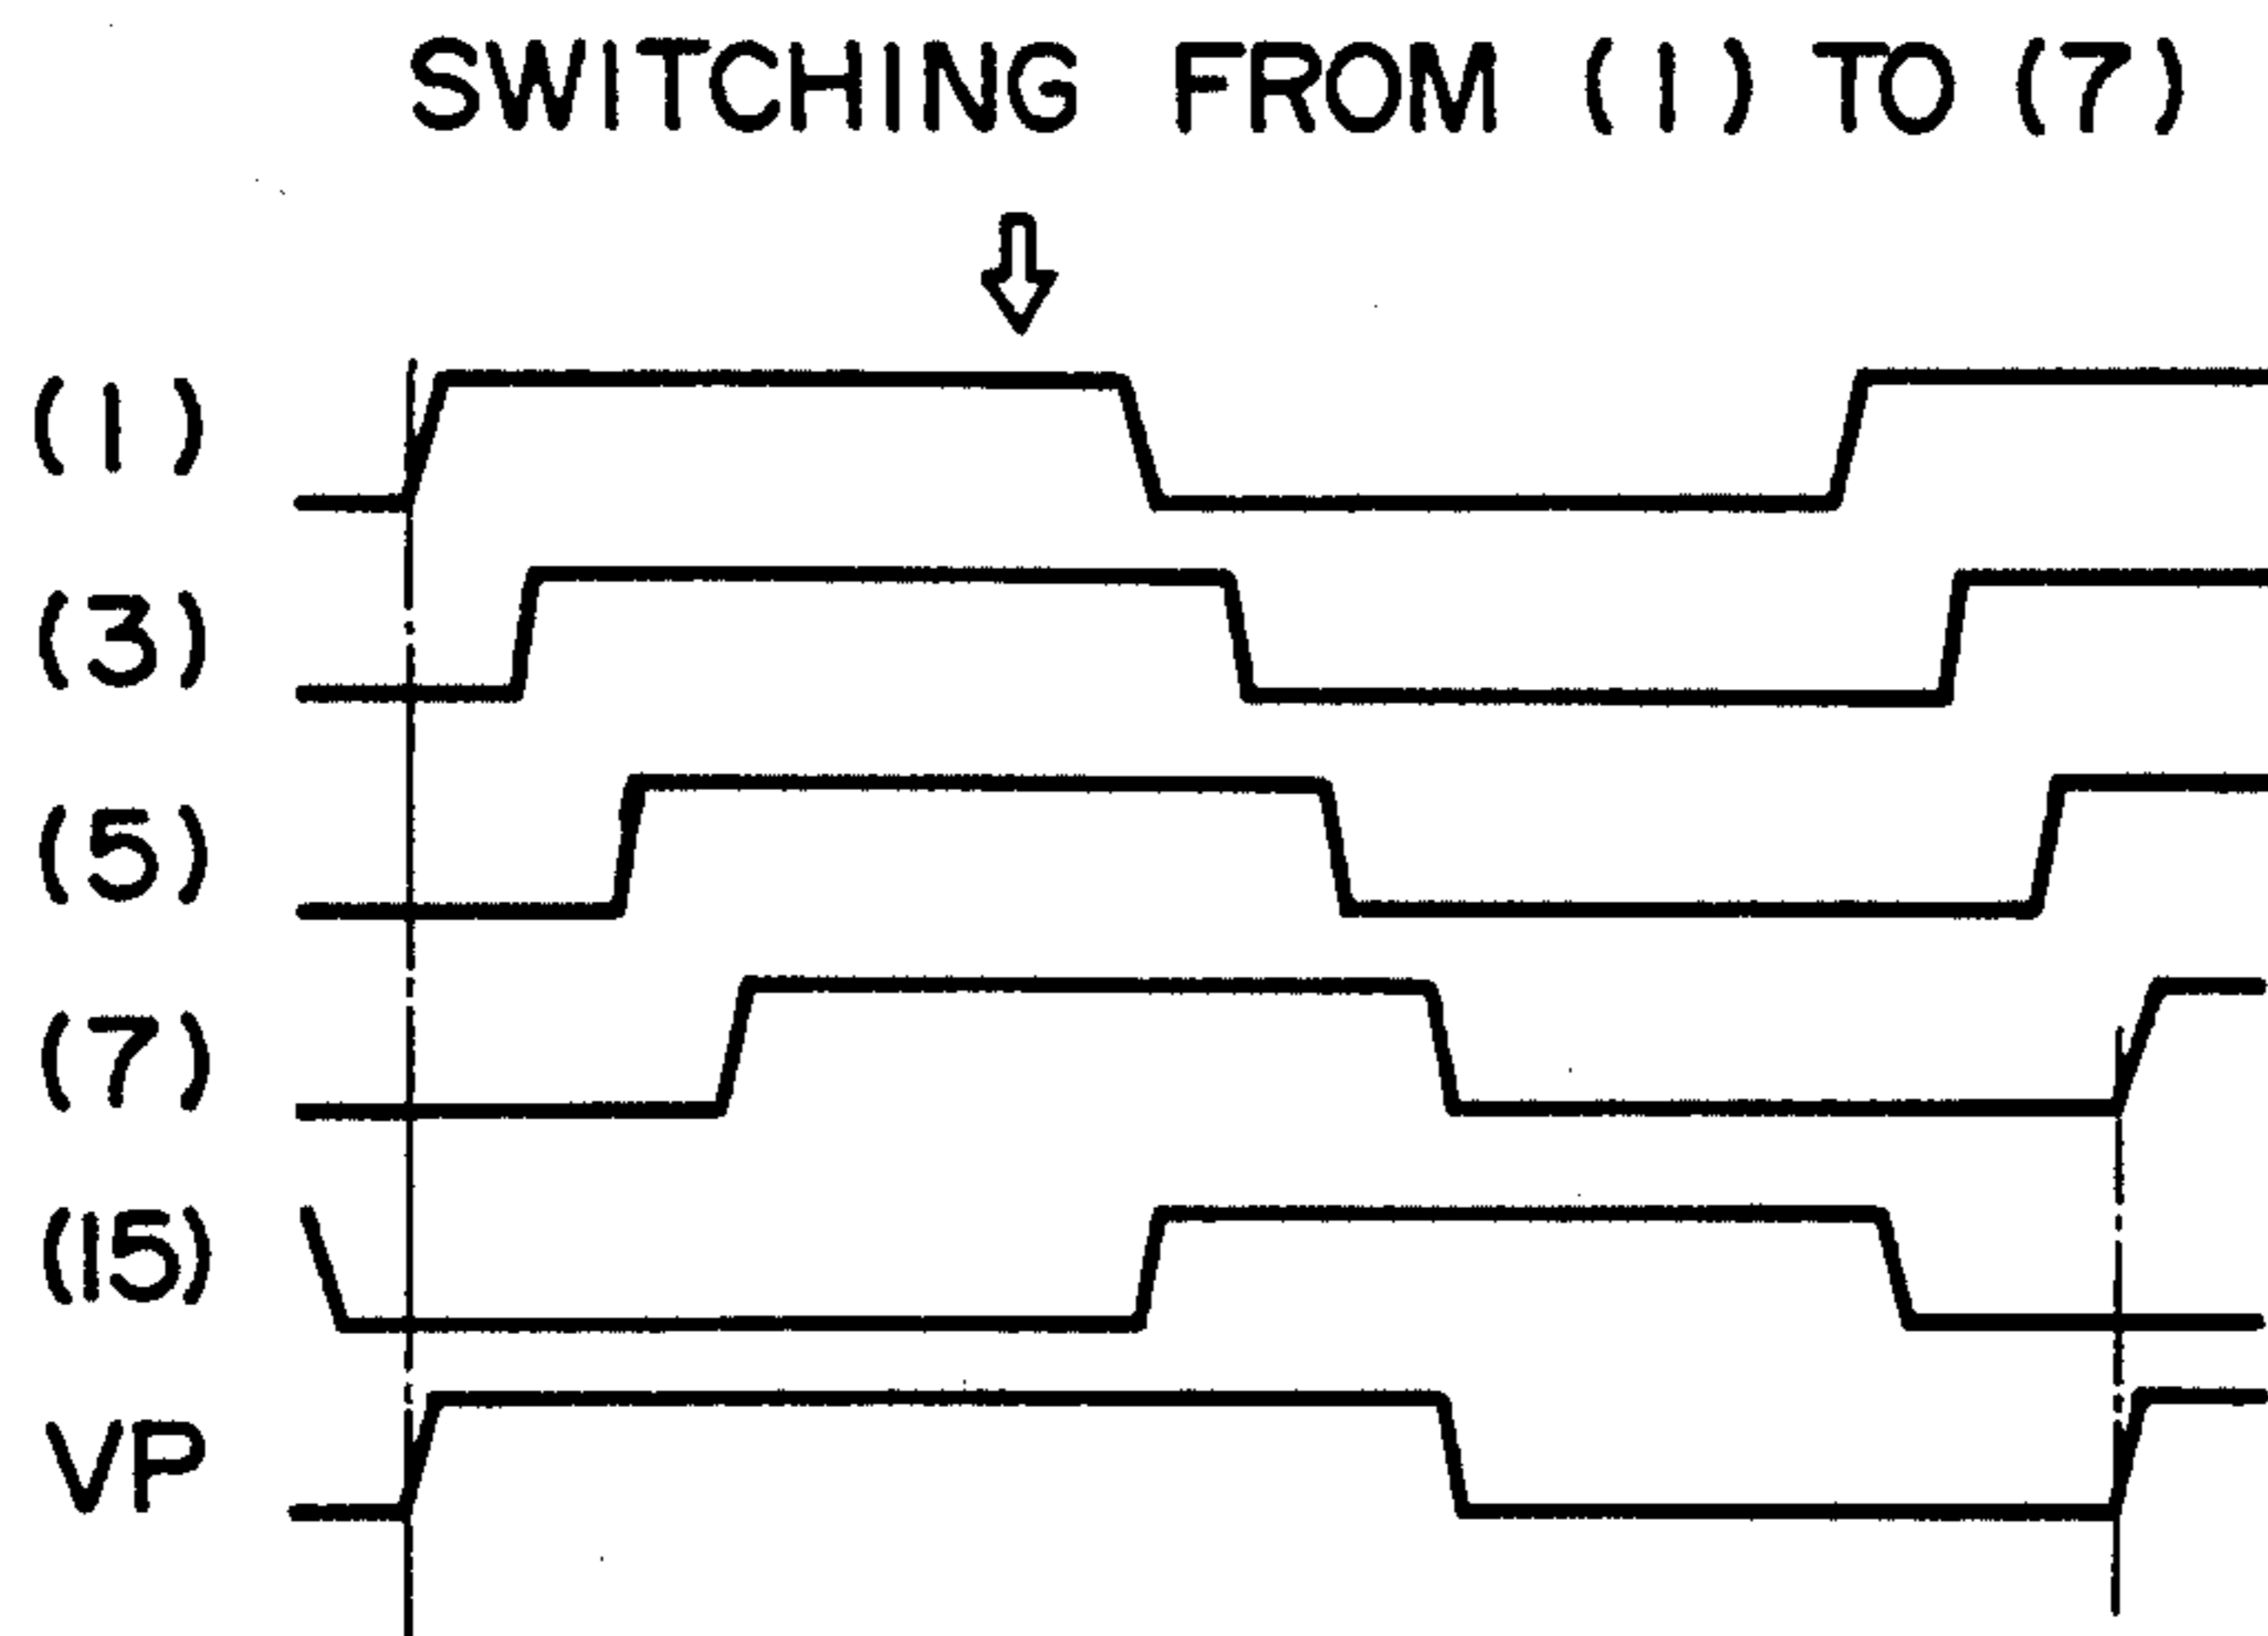 SWITCHING FROM (1) TO (7)
(1)
(3)
(5)
(7)
(15)
VP